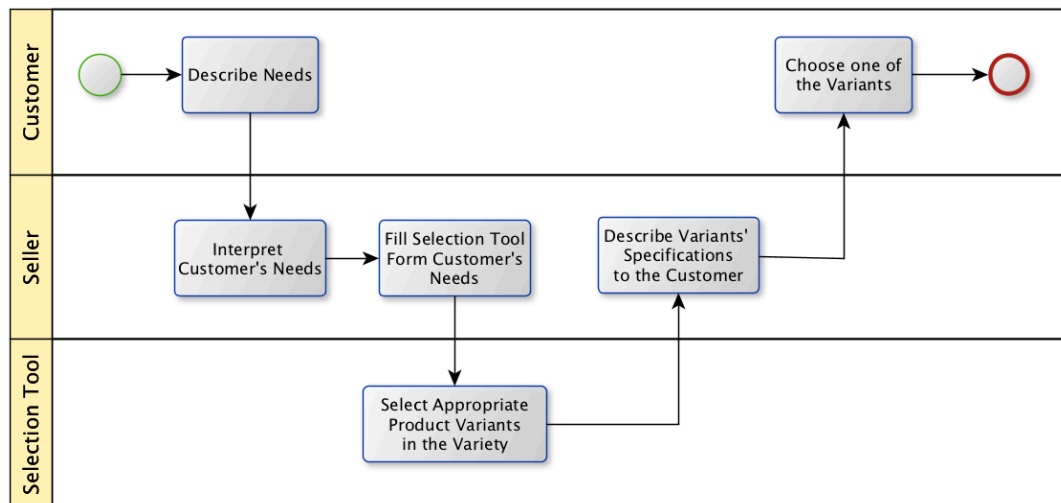 Customer
Describe Needs
Choose one of
the Variants
Seller
Interpret
Customer's Needs
Fill Selection Tool
Form Customer's
Needs
Describe Variants'
Specifications
to the Customer
Selection Tool
Select Appropriate
Product Variants
in the Variety